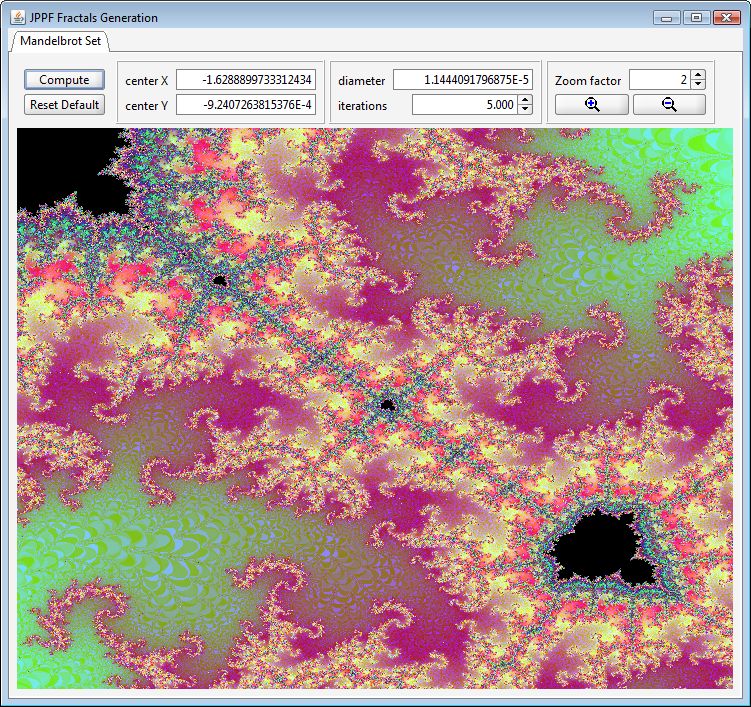 JPPF Fractals Generation
Mandelbrot Set
Compute center X -1.6288899733312434 diameter 1.1444091796875E-5 Zoom factor 2
Reset Default center Y -9.2407263815376E-4 iterations 5.000